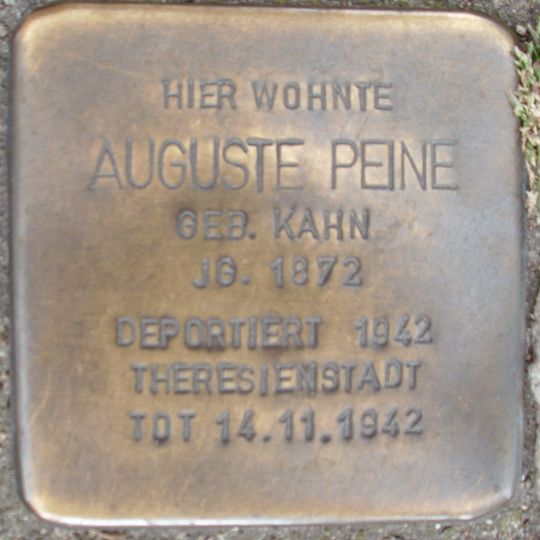 HIER WOHNTE
AUGUSTE PEINE
GEB. KAHN
JG. 1872
DEPORTIERT 1942
THERESIENSTADT
TOT 14.11.1942